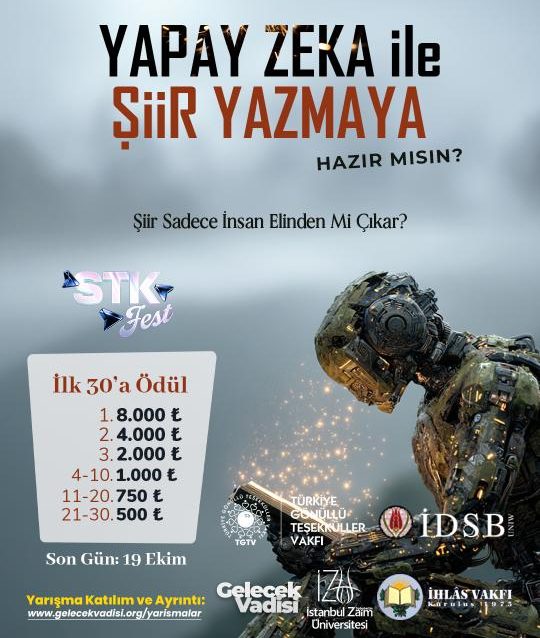 YAPAY ZEKA ile
ŞiiR YAZMAYA
HAZIR MISIN?
Şiir Sadece İnsan Elinden Mi Çıkar?
STK
Fest
İlk 30'a Ödül
1. 8.000 ₺
2. 4.000 ₺
3. 2.000 ₺
4-10. 1.000 ₺
11-20. 750 ₺
21-30. 500 ₺
Son Gün: 19 Ekim
TGTV
TÜRKİYE
GÖNÜLLÜ
TEŞEKKÜLLER
VAKFI
İDSB
UNIW
Yarışma Katılım ve Ayrıntı:
www.gelecekvadisi.org/yarismalar
Gelecek
Vadisi
İZÜ
İstanbul Zaim
Üniversitesi
İHLÂS VAKFI
Kuruluş 1975